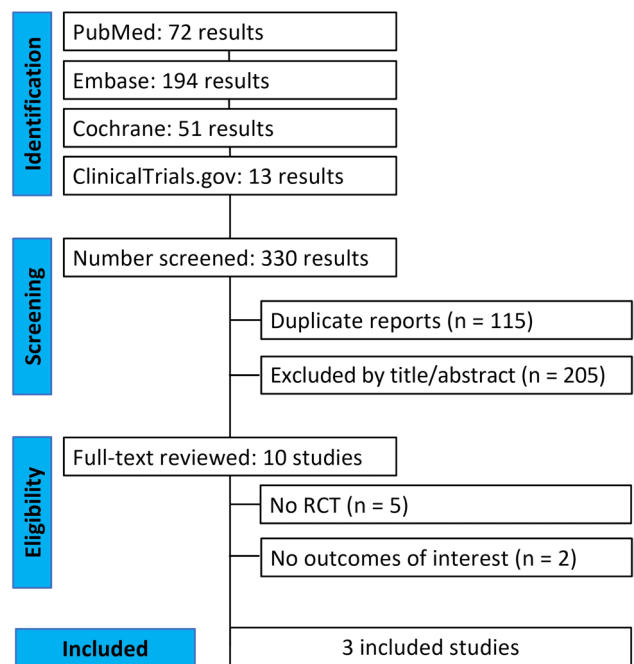 Identification
PubMed: 72 results
Embase: 194 results
Cochrane: 51 results
ClinicalTrials.gov: 13 results
Screening
Number screened: 330 results
Duplicate reports (n = 115)
Excluded by title/abstract (n = 205)
Eligibility
Full-text reviewed: 10 studies
No RCT (n = 5)
No outcomes of interest (n = 2)
Included
3 included studies